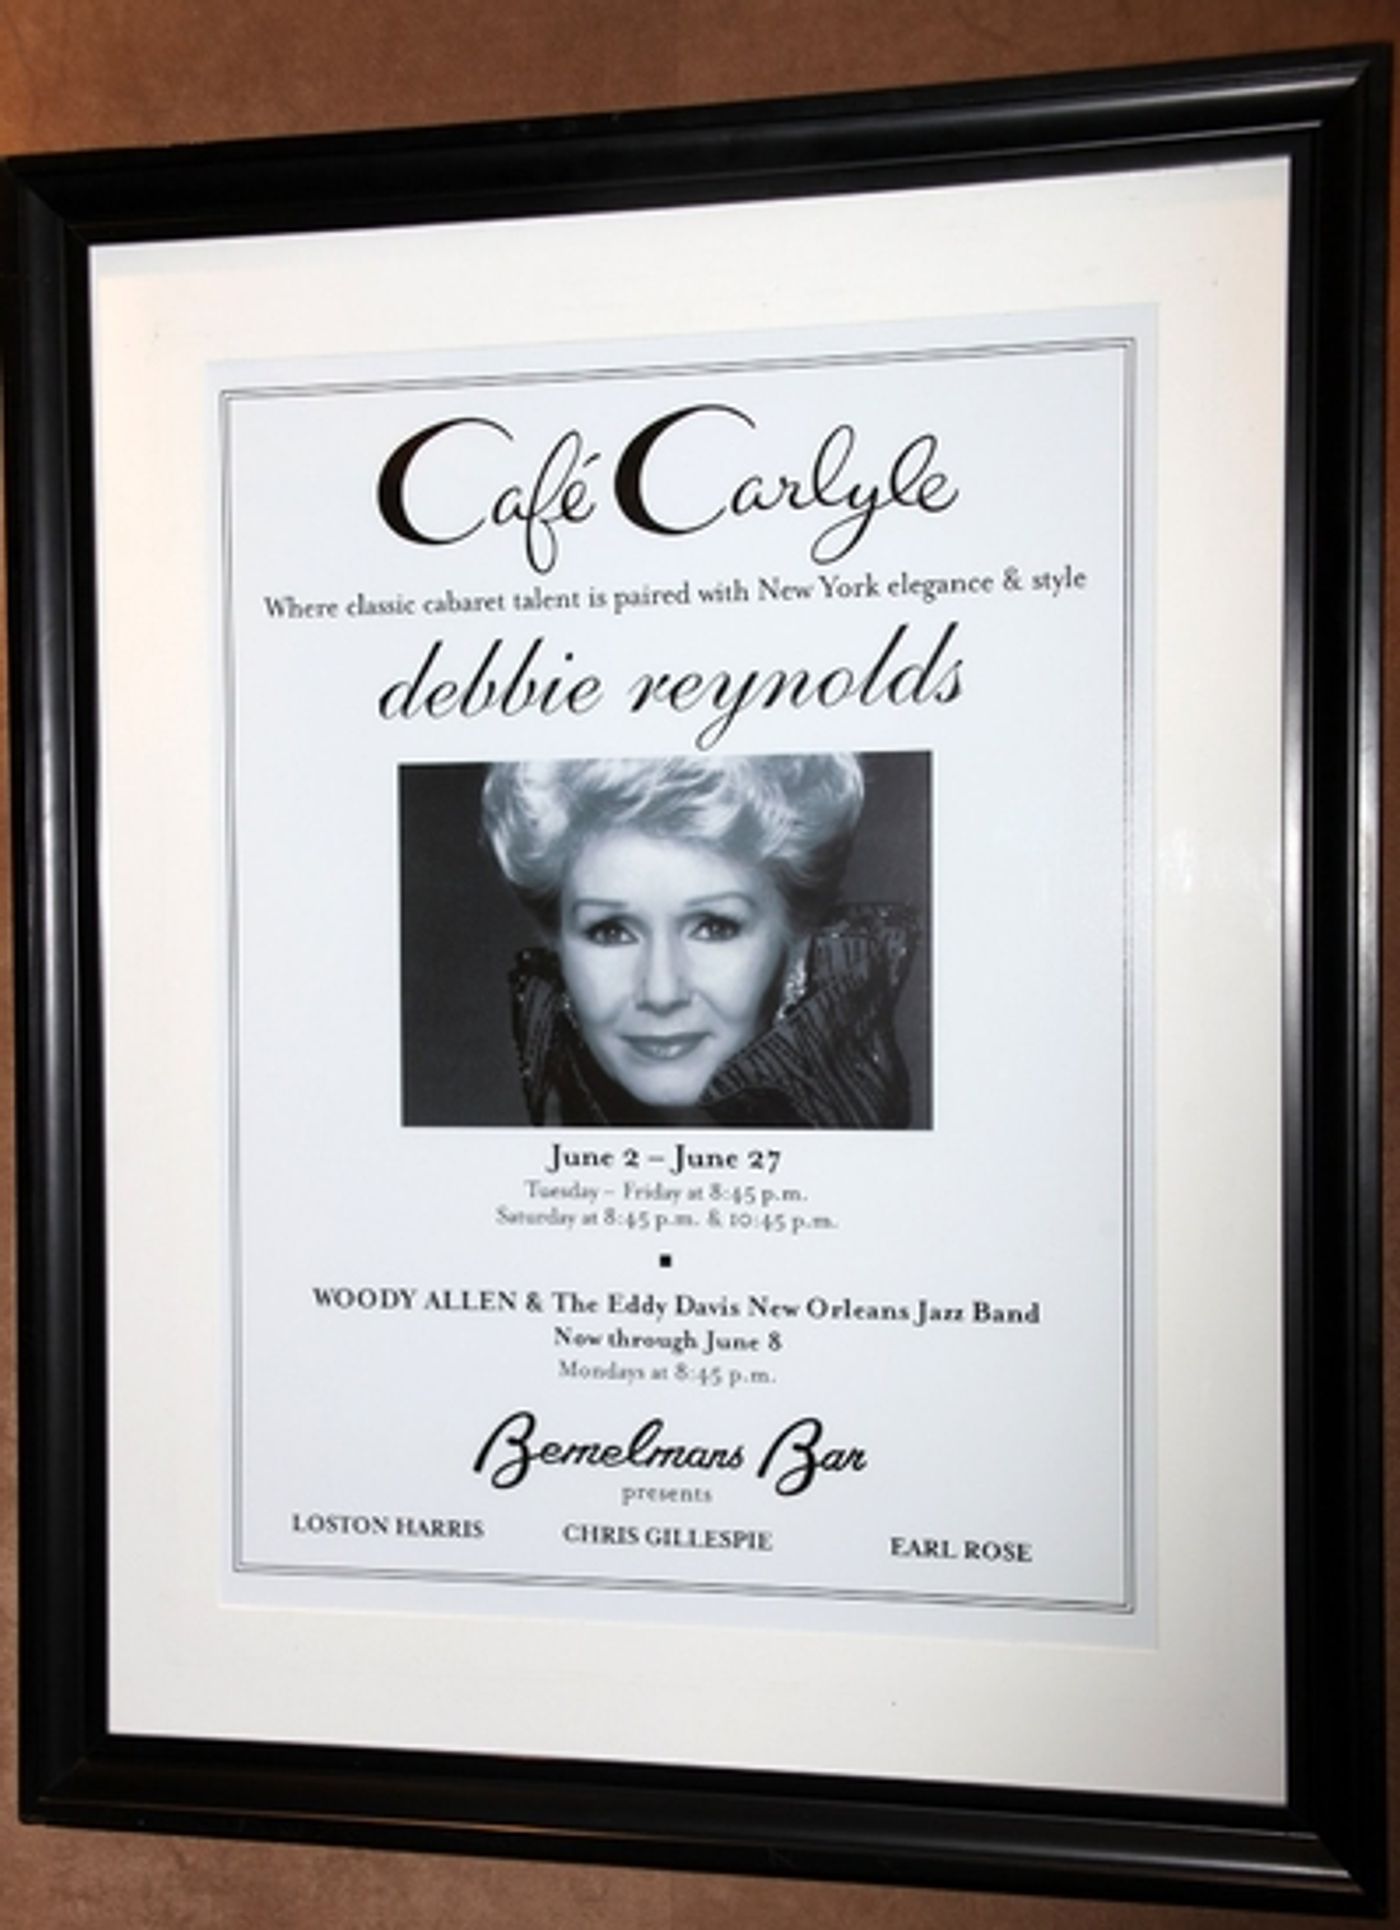 Café Carlyle
Where classic cabaret talent is paired with New York elegance & style
debbie reynolds
June 2 – June 27
Tuesday – Friday at 8:45 p.m.
Saturday at 8:45 p.m. & 10:45 p.m.
WOODY ALLEN & The Eddy Davis New Orleans Jazz Band
Now through June 8
Mondays at 8:45 p.m.
Bemelmans Bar
presents
LOSTON HARRIS CHRIS GILLESPIE EARL ROSE